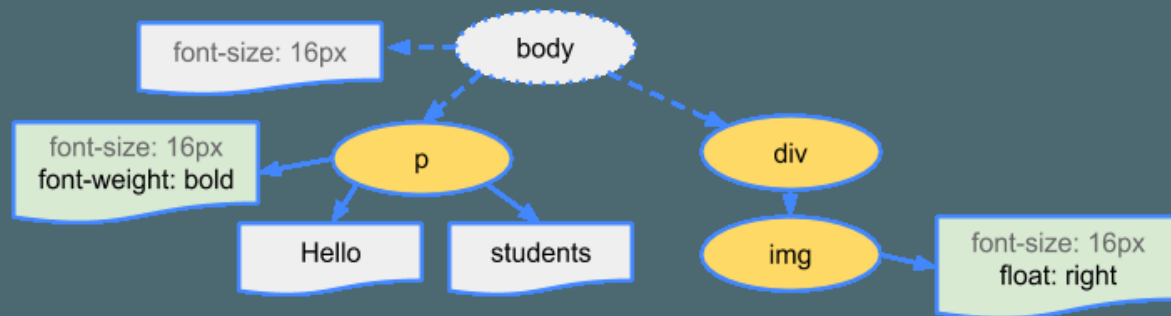 font-size: 16px
body
font-size: 16px
font-weight: bold
p
div
Hello
students
img
font-size: 16px
float: right